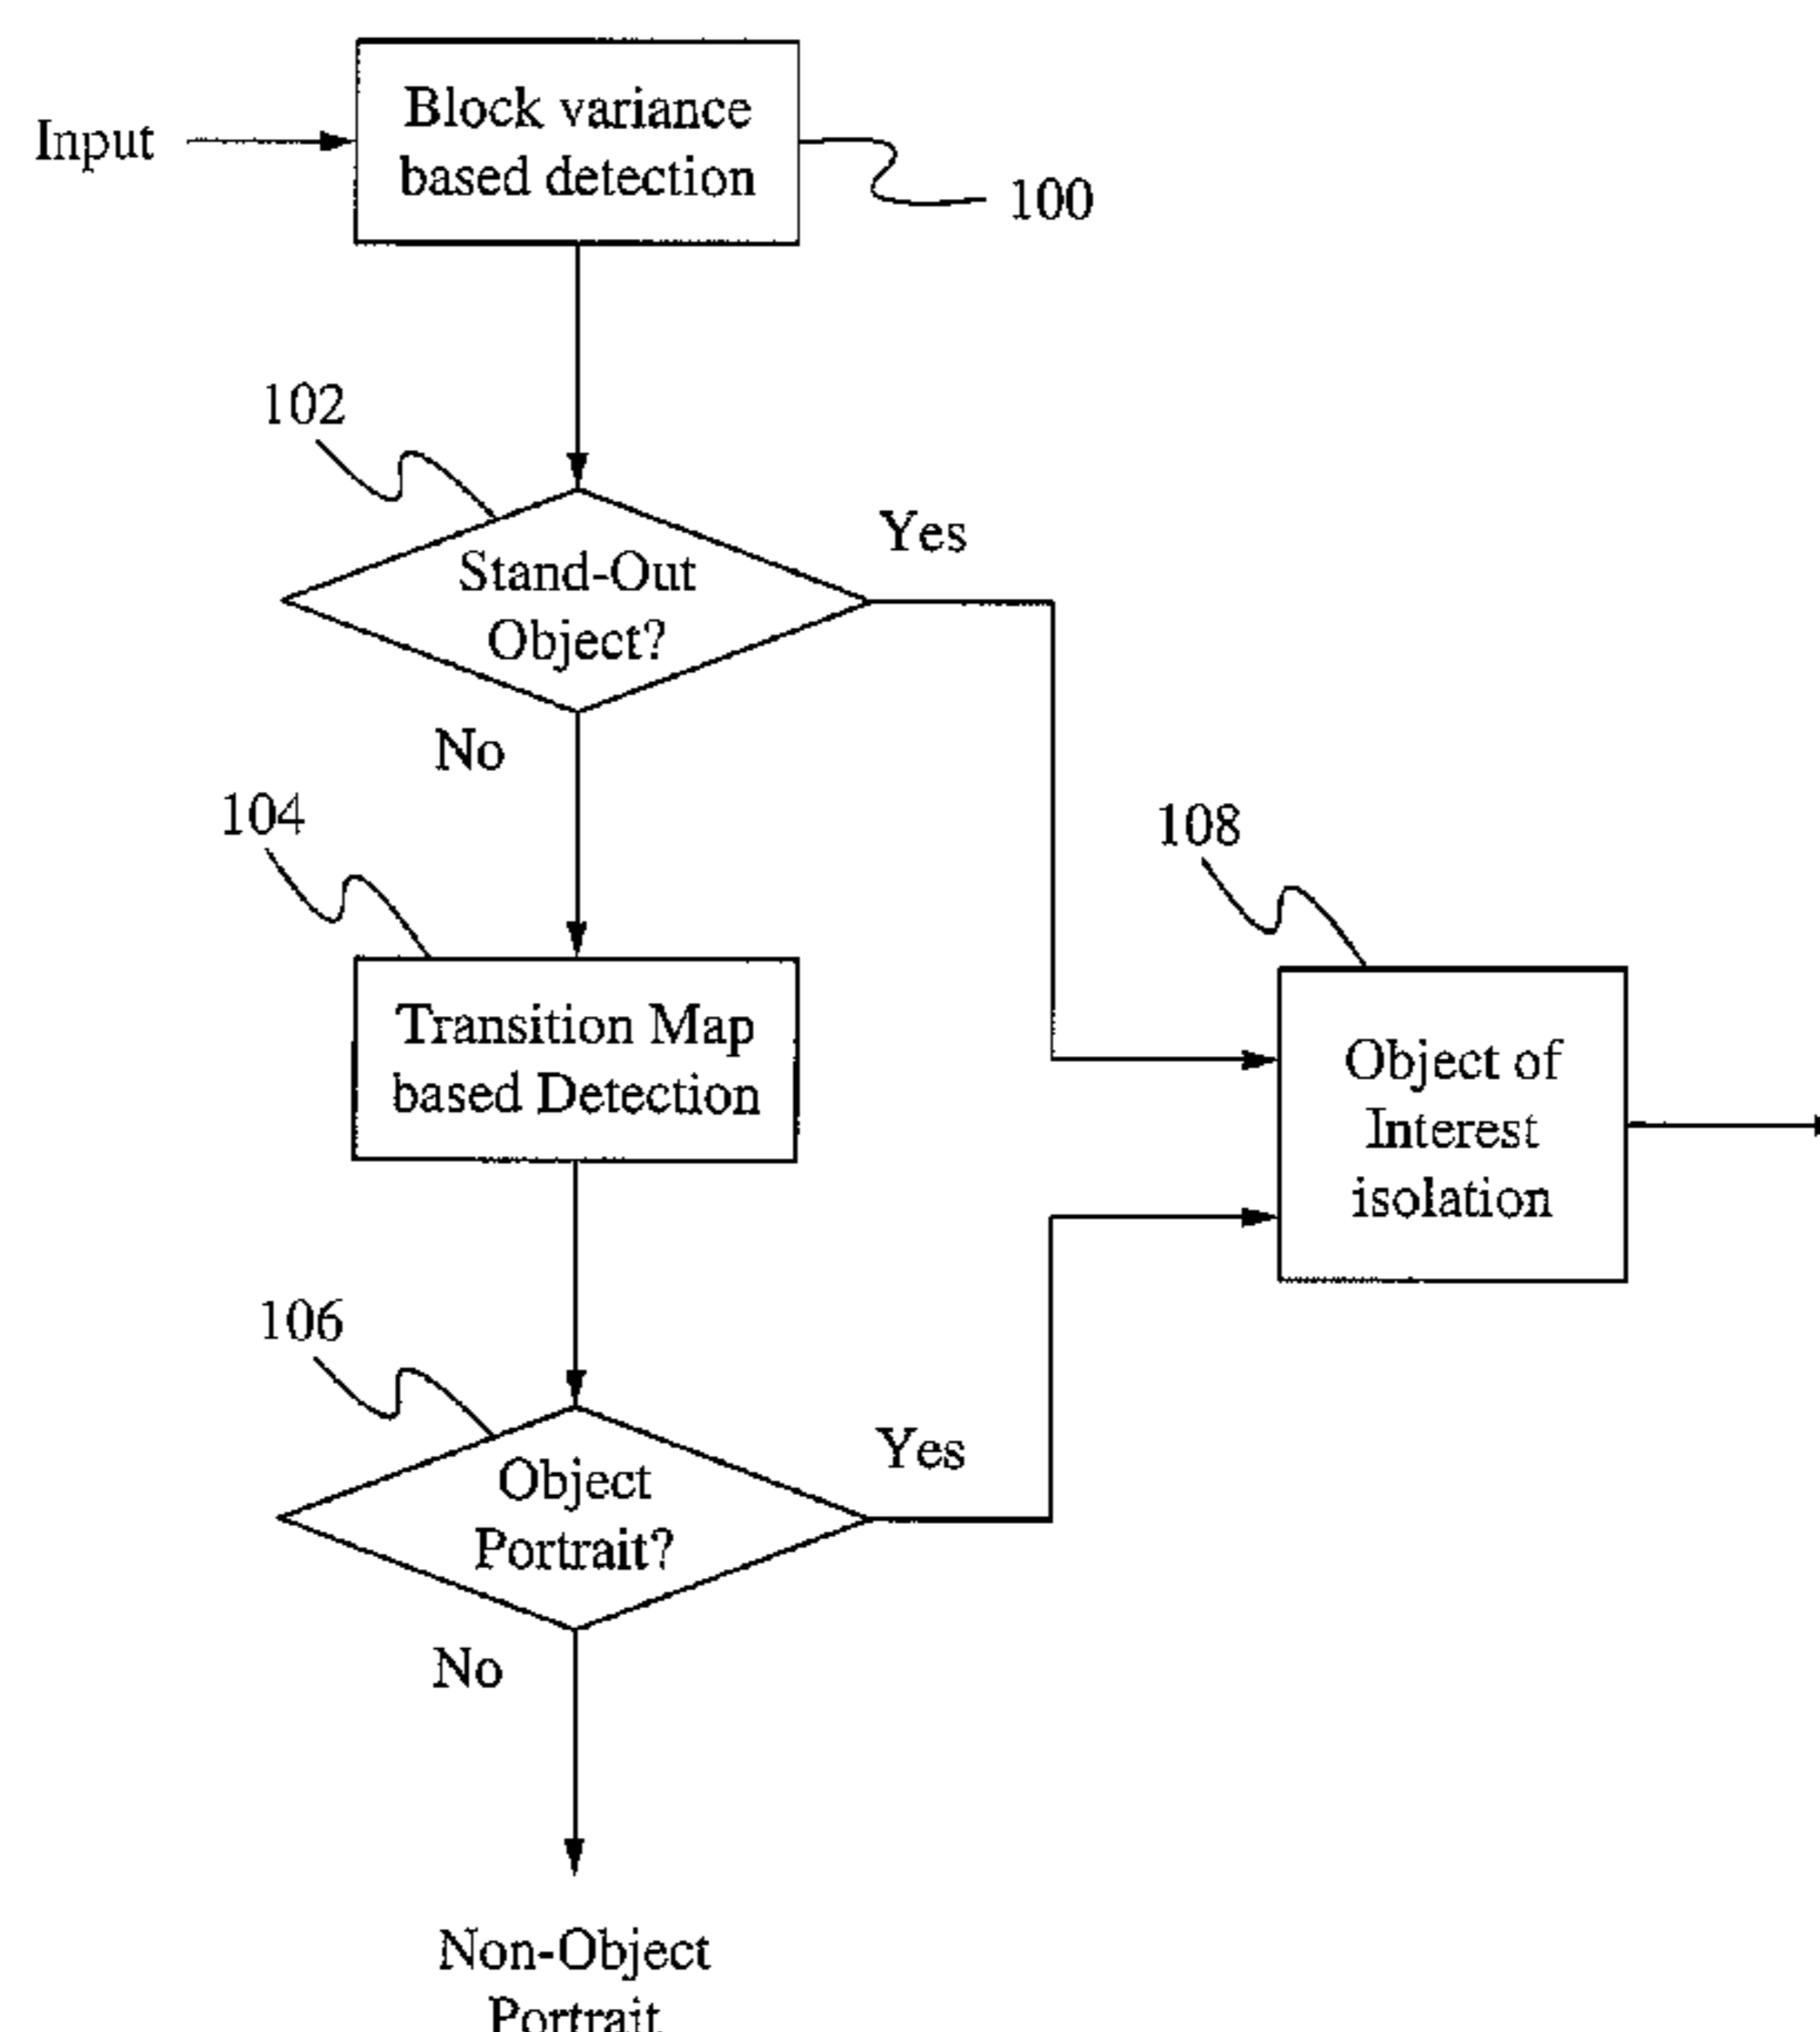 Block variance
based detection
Input
100
102
Yes
Stand-Out
Object?
No
104
108
Transition Map
based Detection
Object of
Interest
isolation
106
Yes
Object
Portrait?
No
Non-Object
Portrait